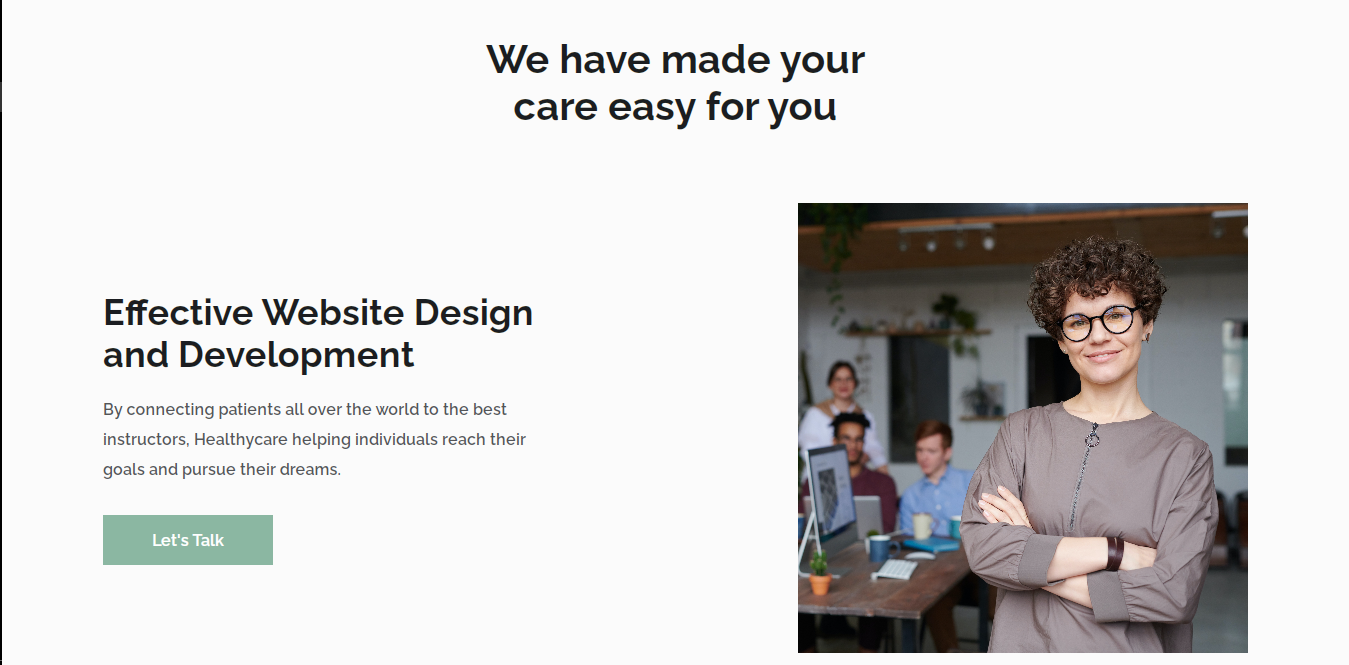 We have made your
care easy for you
Effective Website Design
and Development
By connecting patients all over the world to the best
instructors, Healthycare helping individuals reach their
goals and pursue their dreams.
Let's Talk